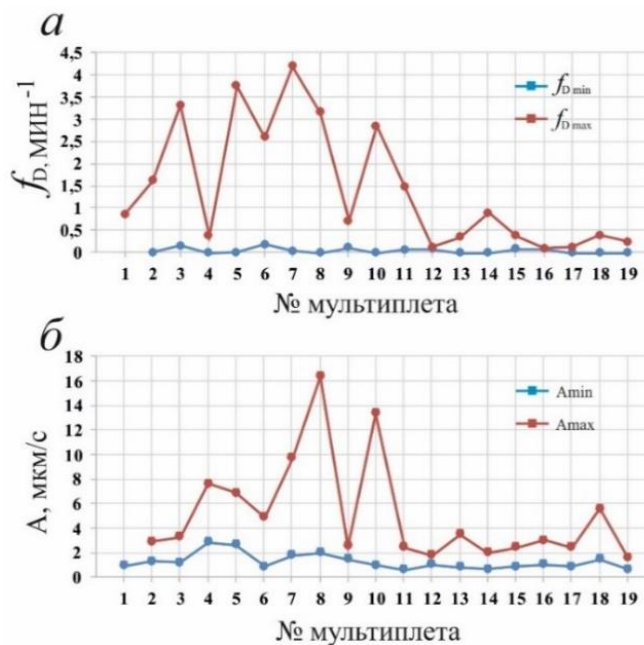 а
4,5
4
3,5
3
2,5
2
1,5
1
0,5
0
f_D, МИН⁻¹
f_D min
f_D max
1 2 3 4 5 6 7 8 9 10 11 12 13 14 15 16 17 18 19
№ мультиплета
б
18
16
14
12
10
8
6
4
2
0
А, мкм/с
Amin
Amax
1 2 3 4 5 6 7 8 9 10 11 12 13 14 15 16 17 18 19
№ мультиплета